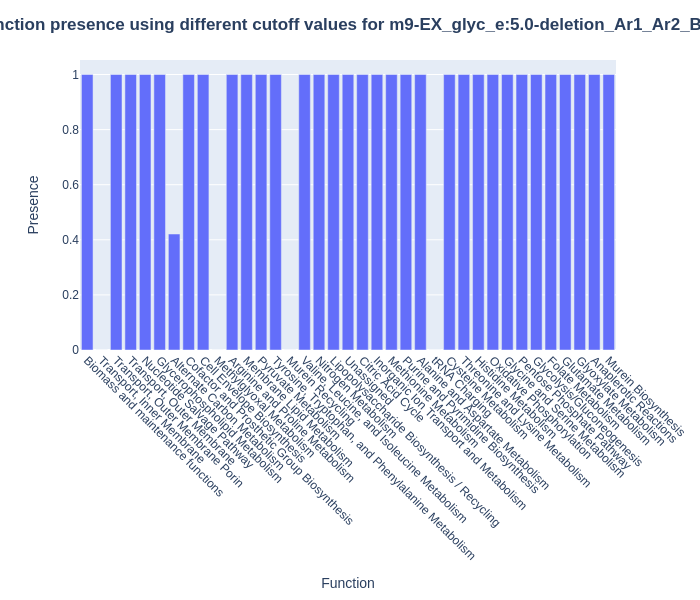 nction presence using different cutoff values for m9-EX_glyc_e:5.0-deletion_Ar1_Ar2_B
1
0.8
0.6
0.4
0.2
0
Presence
Biomass and maintenance functions
Transport, Inner Membrane
Transport, Outer Membrane
Transport, Outer Membrane Porin
Nucleotide Salvage Pathway
Glycerophospholipid Metabolism
Alternate Carbon Metabolism
Cofactor and Prosthetic Group Biosynthesis
Cell Envelope Biosynthesis
Methylglyoxal Metabolism
Arginine and Proline Metabolism
Membrane Lipid Metabolism
Pyruvate Metabolism
Tyrosine, Tryptophan, and Phenylalanine Metabolism
Murein Recycling
Valine, Leucine, and Isoleucine Metabolism
Nitrogen Metabolism
Lipopolysaccharide Biosynthesis / Recycling
Unassigned
Citric Acid Cycle
Inorganic Ion Transport and Metabolism
Methionine Metabolism
Purine and Pyrimidine Biosynthesis
Alanine and Aspartate Metabolism
tRNA Charging
Cysteine Metabolism
Threonine and Lysine Metabolism
Histidine Metabolism
Oxidative Phosphorylation
Glycine and Serine Metabolism
Pentose Phosphate Pathway
Glycolysis/Gluconeogenesis
Folate Metabolism
Glutamate Metabolism
Glyoxylate Metabolism
Anaplerotic Reactions
Murein Biosynthesis
Function